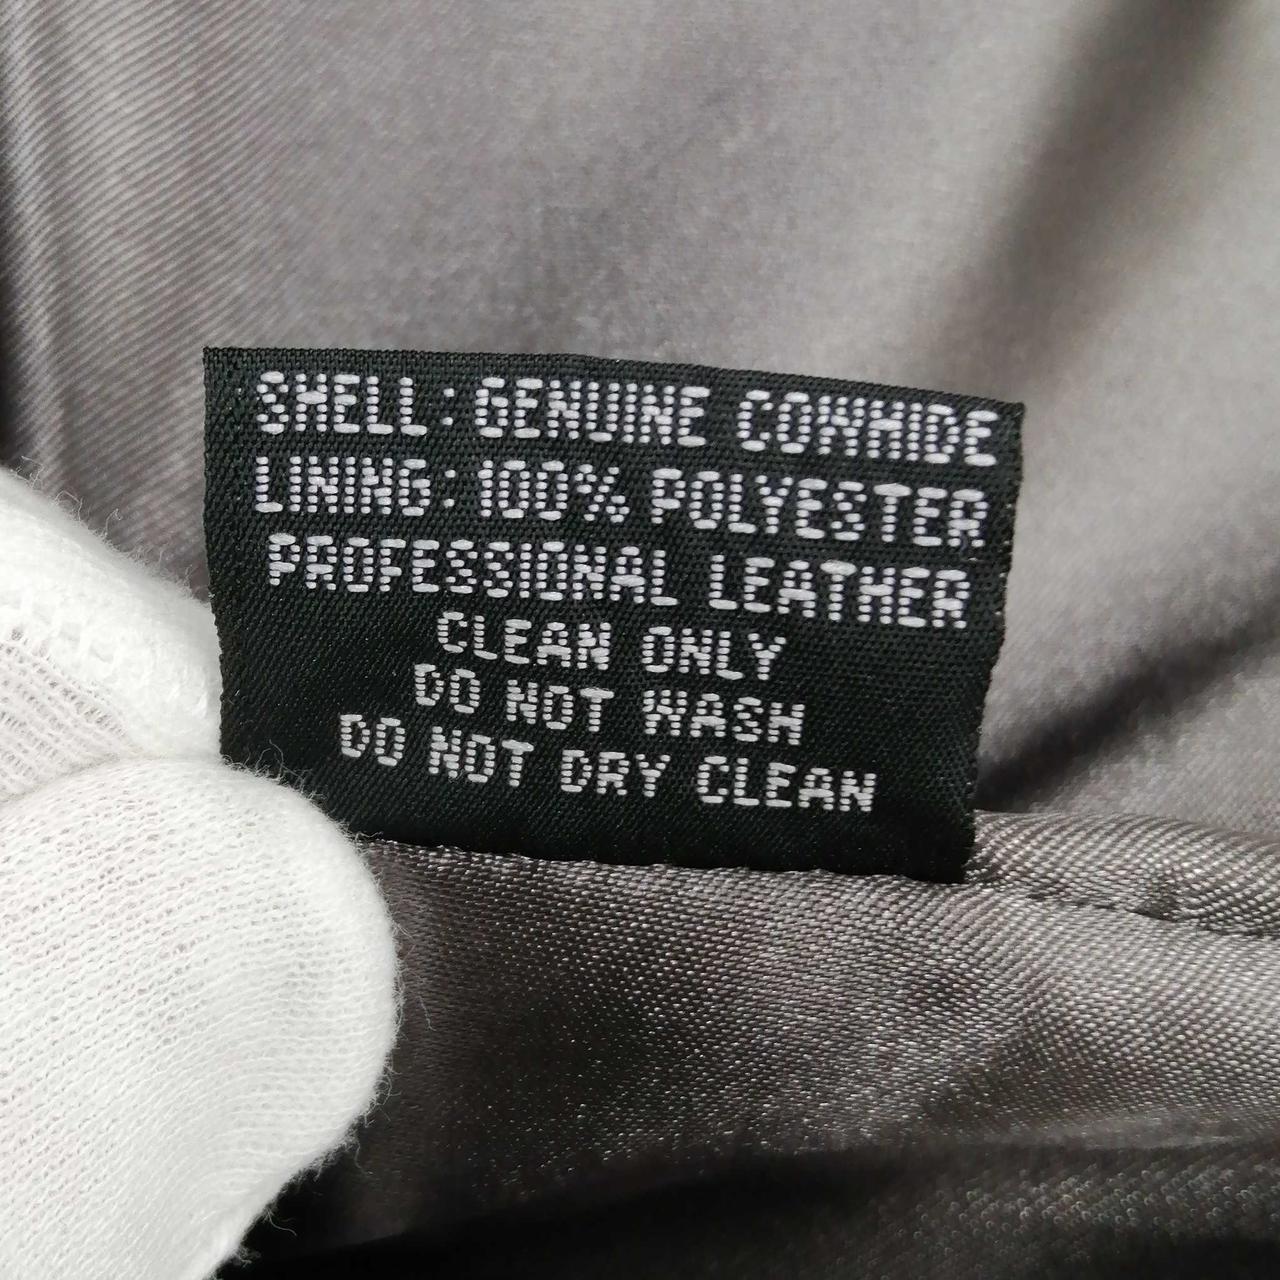 SHELL: GENUINE COWHIDE
LINING: 100% POLYESTER
PROFESSIONAL LEATHER
CLEAN ONLY
DO NOT WASH
DO NOT DRY CLEAN